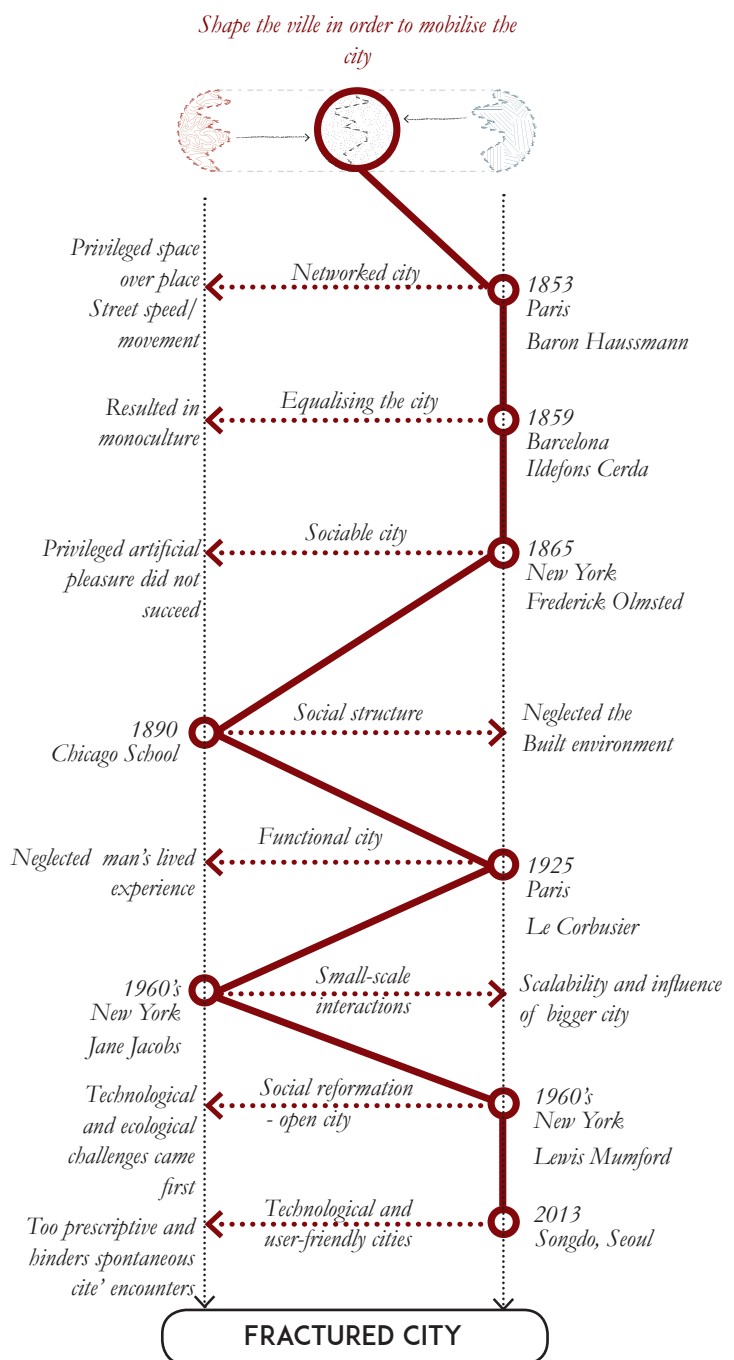 Shape the ville in order to mobilise the
city
Privileged space
over place
Street speed/
movement
Networked city
1853
Paris
Baron Haussmann
Resulted in
monoculture
Equalising the city
1859
Barcelona
Ildefons Cerda
Privileged artificial
pleasure did not
succeed
Sociable city
1865
New York
Frederick Olmsted
1890
Chicago School
Social structure
Neglected the
Built environment
Neglected man's lived
experience
Functional city
1925
Paris
Le Corbusier
1960's
New York
Jane Jacobs
Small-scale
interactions
Scalability and influence
of bigger city
Technological
and ecological
challenges came
first
Social reformation
- open city
1960's
New York
Lewis Mumford
Too prescriptive and
hinders spontaneous
cite' encounters
Technological and
user-friendly cities
2013
Songdo, Seoul
FRACTURED CITY